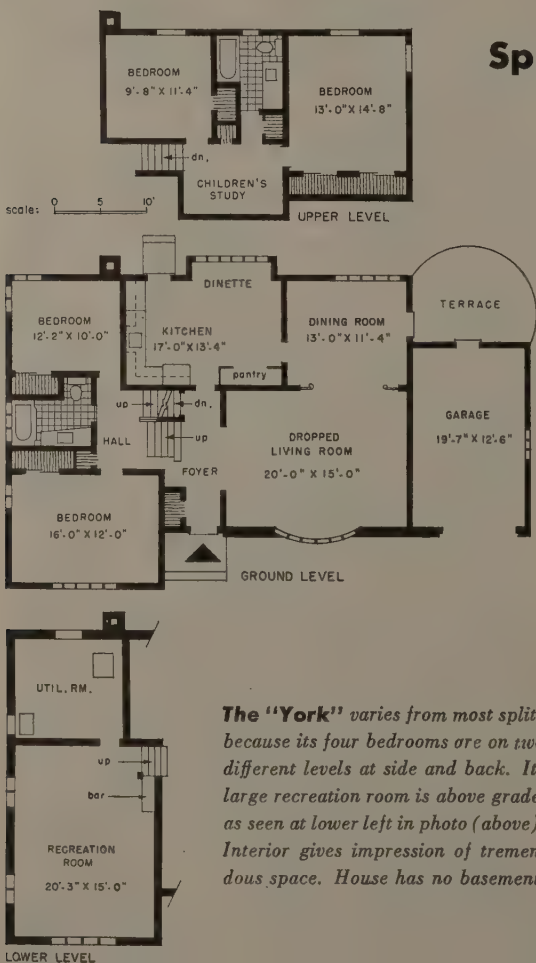 Sp
BEDROOM
9'-8" X 11'-4"
BEDROOM
13'-0" X 14'-8"
dn.
CHILDREN'S
STUDY
scale: 0 5 10'
UPPER LEVEL
DINETTE
TERRACE
BEDROOM
12'-2" X 10'-0"
KITCHEN
17'-0" X 13'-4"
DINING ROOM
13'-0" X 11'-4"
pantry
up
dn.
up
HALL
FOYER
DROPPED
LIVING ROOM
20'-0" X 15'-0"
GARAGE
19'-7" X 12'-6"
BEDROOM
16'-0" X 12'-0"
GROUND LEVEL
UTIL. RM.
up
bar
RECREATION
ROOM
20'-3" X 15'-0"
LOWER LEVEL
The "York" varies from most split
because its four bedrooms are on tw
different levels at side and back. It
large recreation room is above grade
as seen at lower left in photo (above)
Interior gives impression of tremen
dous space. House has no basement